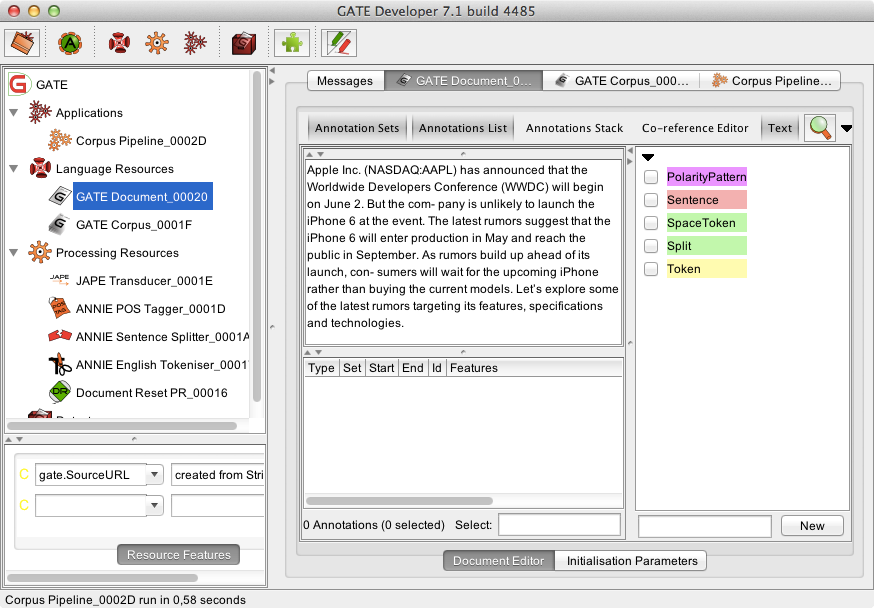 GATE Developer 7.1 build 4485
GATE
Applications
Corpus Pipeline_0002D
Language Resources
GATE Document_00020
GATE Corpus_0001F
Processing Resources
JAPE Transducer_0001E
ANNIE POS Tagger_0001D
ANNIE Sentence Splitter_0001A
ANNIE English Tokeniser_0001
Document Reset PR_00016
C gate.SourceURL created from Stri
C
Resource Features
Messages GATE Document_0... GATE Corpus_000... Corpus Pipeline...
Annotation Sets Annotations List Annotations Stack Co-reference Editor Text
Apple Inc. (NASDAQ:AAPL) has announced that the
Worldwide Developers Conference (WWDC) will begin
on June 2. But the com- pany is unlikely to launch the
iPhone 6 at the event. The latest rumors suggest that the
iPhone 6 will enter production in May and reach the
public in September. As rumors build up ahead of its
launch, con- sumers will wait for the upcoming iPhone
rather than buying the current models. Let's explore some
of the latest rumors targeting its features, specifications
and technologies.
Type Set Start End Id Features
0 Annotations (0 selected) Select:
PolarityPattern
Sentence
SpaceToken
Split
Token
New
Document Editor Initialisation Parameters
Corpus Pipeline_0002D run in 0,58 seconds